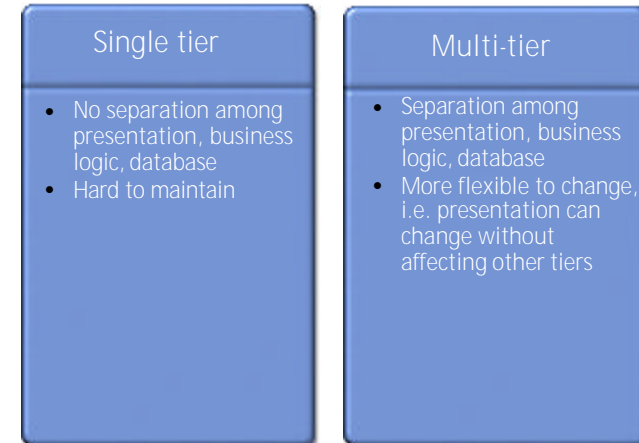 Single tier
• No separation among
presentation, business
logic, database
• Hard to maintain
Multi-tier
• Separation among
presentation, business
logic, database
• More flexible to change,
i.e. presentation can
change without
affecting other tiers